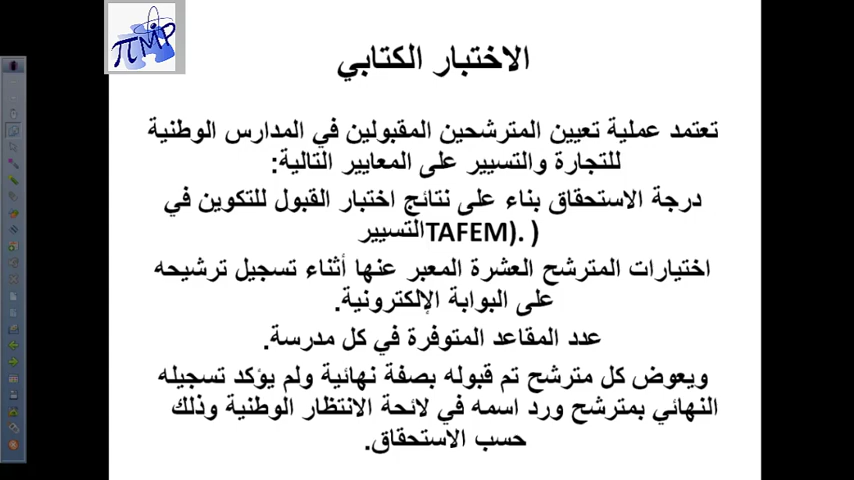 πMP
الاختبار الكتابي
تعتمد عملية تعيين المترشحين المقبولين في المدارس الوطنية
للتجارة والتسيير على المعايير التالية:
درجة الاستحقاق بناء على نتائج اختبار القبول للتكوين في
التسيير TAFEM). )
اختيارات المترشح العشرة المعبر عنها أثناء تسجيل ترشيحه
على البوابة الإلكترونية.
عدد المقاعد المتوفرة في كل مدرسة.
ويعوض كل مترشح تم قبوله بصفة نهائية ولم يؤكد تسجيله
النهائي بمترشح ورد اسمه في لائحة الانتظار الوطنية وذلك
حسب الاستحقاق.